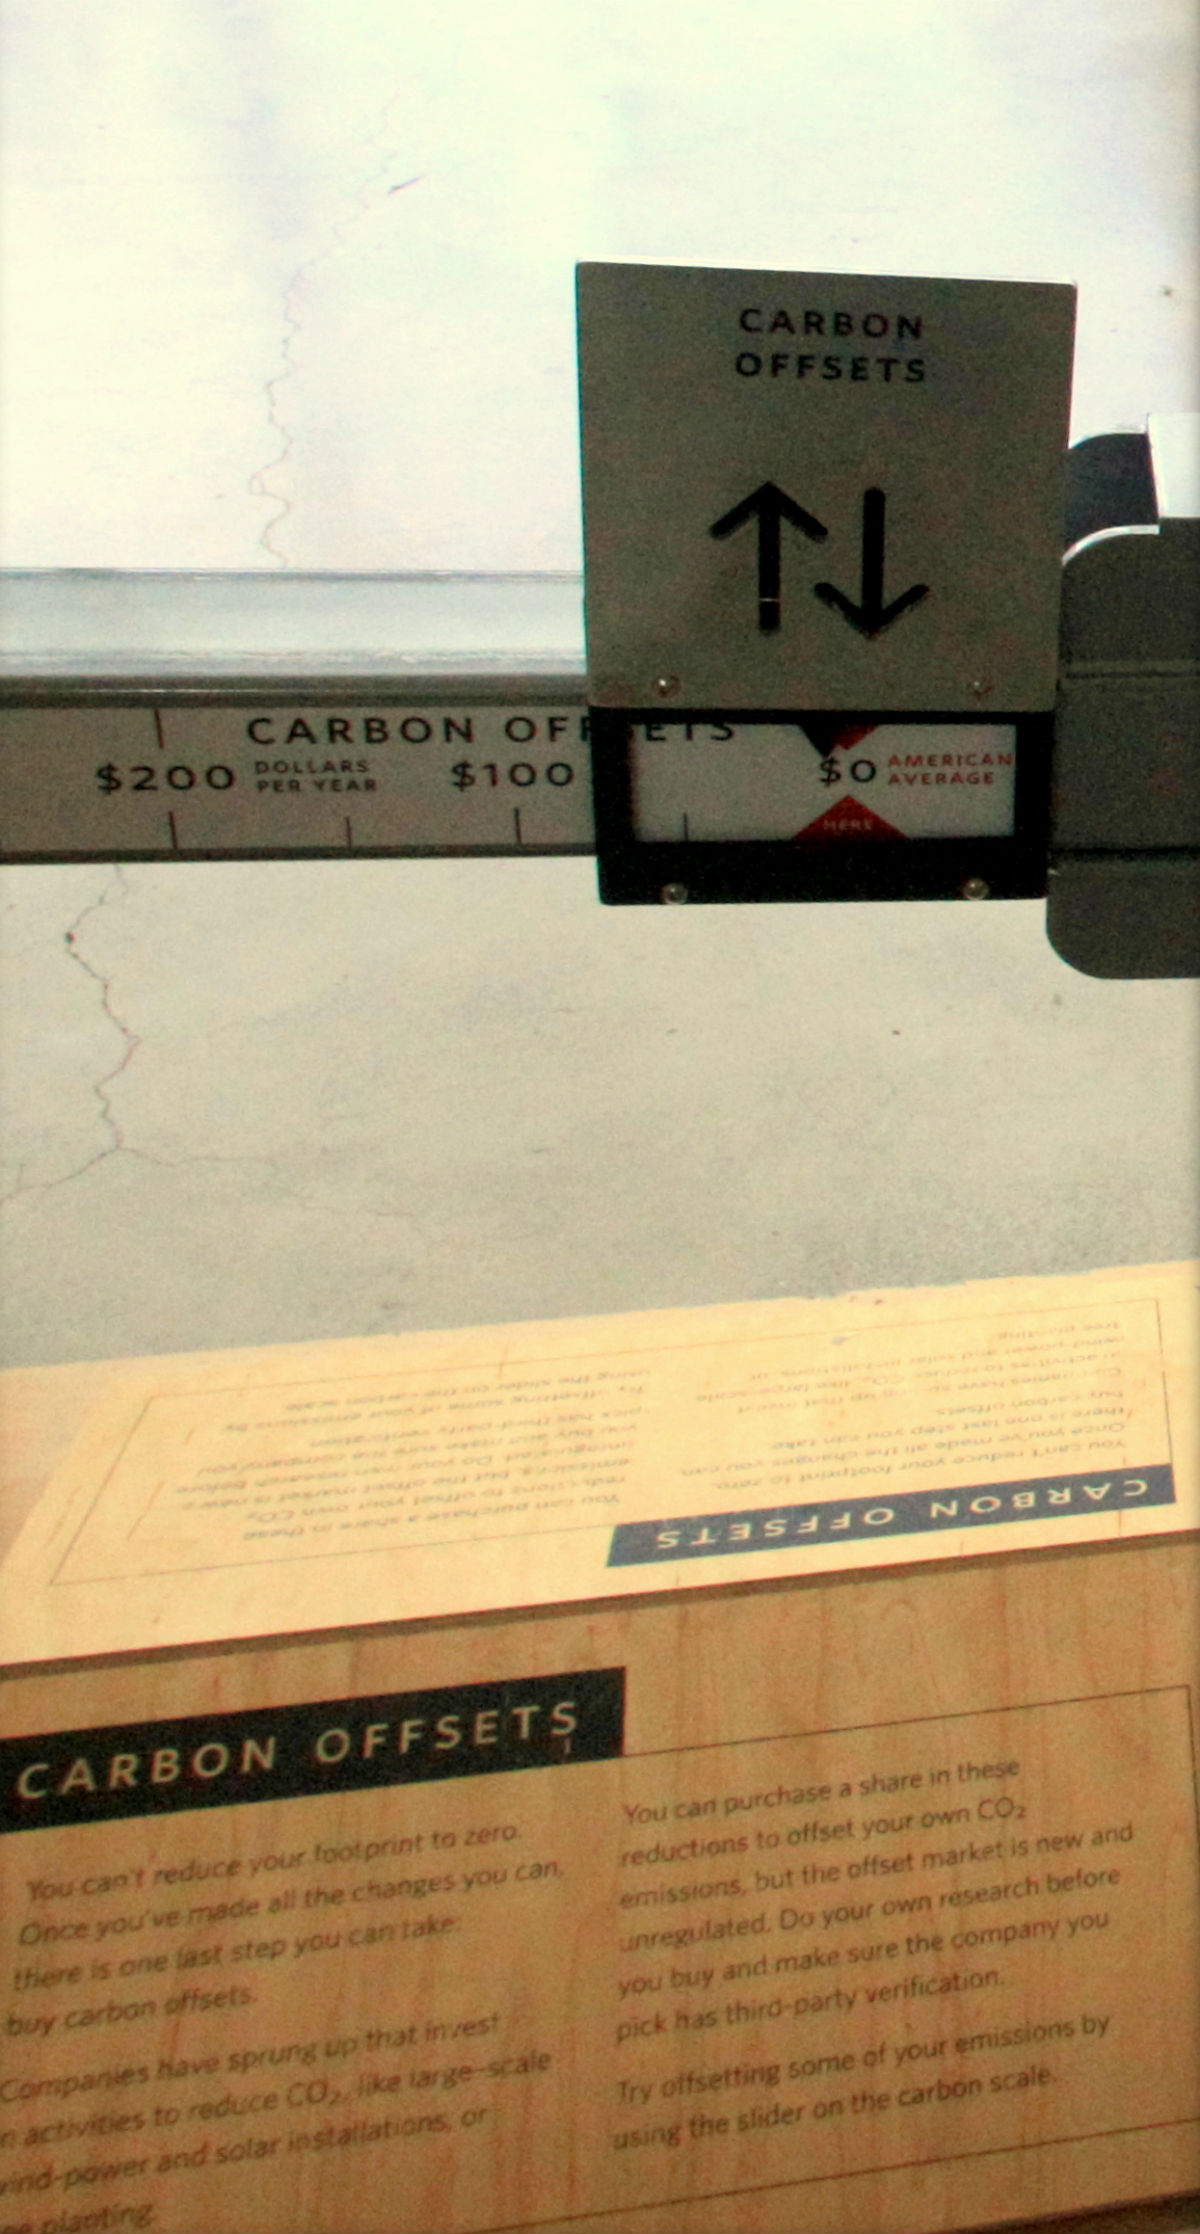 CARBON
OFFSETS
CARBON OFFSETS
$200 DOLLARS PER YEAR $100 $0 AMERICAN AVERAGE
HERE
CARBON OFFSETS
You can't reduce your footprint to zero.
Once you've made all the changes you can,
there is one last step you can take:
buy carbon offsets.
Companies have sprung up that invest
in activities to reduce CO₂, like large-scale
wind-power and solar installations, or
tree planting.
You can purchase a share in these
reductions to offset your own CO₂
emissions, but the offset market is new and
unregulated. Do your own research before
you buy and make sure the company you
pick has third-party verification.
Try offsetting some of your emissions by
using the slider on the carbon scale.